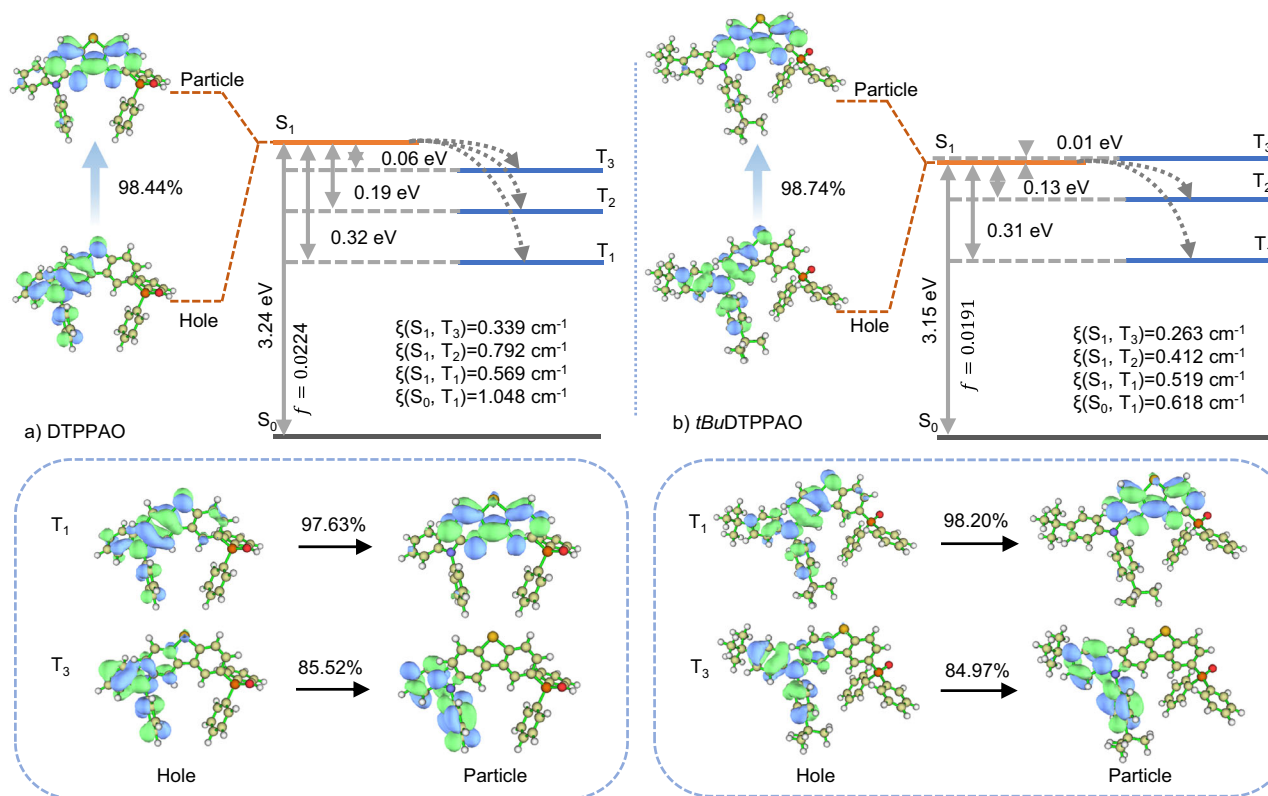 Particle
S₁
98.44%
0.06 eV
T₃
0.19 eV
T₂
0.32 eV
T₁
Hole
3.24 eV
f = 0.0224
ξ(S₁, T₃)=0.339 cm⁻¹
ξ(S₁, T₂)=0.792 cm⁻¹
ξ(S₁, T₁)=0.569 cm⁻¹
ξ(S₀, T₁)=1.048 cm⁻¹
S₀
a) DTPPAO
Particle
S₁
0.01 eV
T₃
98.74%
0.13 eV
T₂
0.31 eV
T
Hole
3.15 eV
f = 0.0191
ξ(S₁, T₃)=0.263 cm⁻¹
ξ(S₁, T₂)=0.412 cm⁻¹
ξ(S₁, T₁)=0.519 cm⁻¹
ξ(S₀, T₁)=0.618 cm⁻¹
S₀
b) tBuDTPPAO
T₁
97.63%
T₃
85.52%
Hole
Particle
T₁
98.20%
T₃
84.97%
Hole
Particle